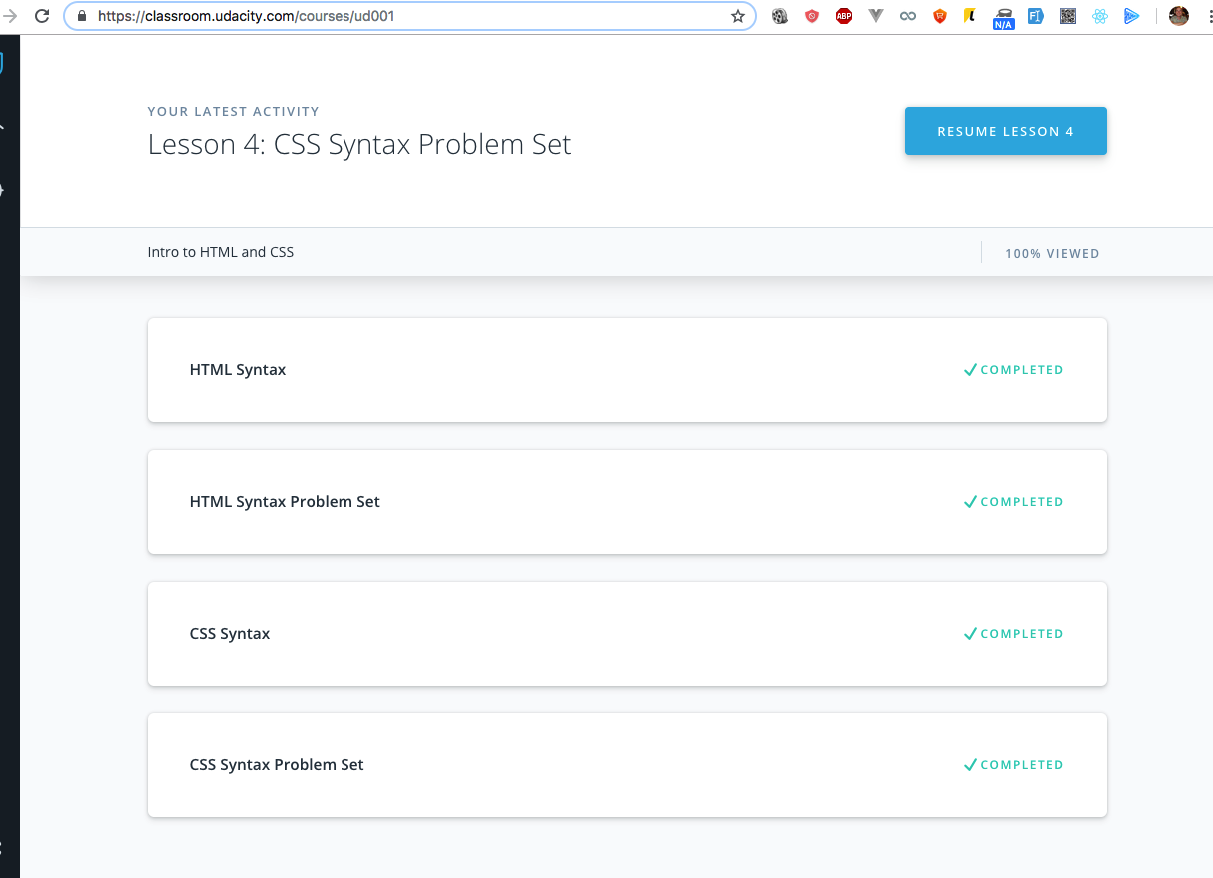 https://classroom.udacity.com/courses/ud001
ABP
N/A
YOUR LATEST ACTIVITY
Lesson 4: CSS Syntax Problem Set
RESUME LESSON 4
Intro to HTML and CSS
100% VIEWED
HTML Syntax
COMPLETED
HTML Syntax Problem Set
COMPLETED
CSS Syntax
COMPLETED
CSS Syntax Problem Set
COMPLETED